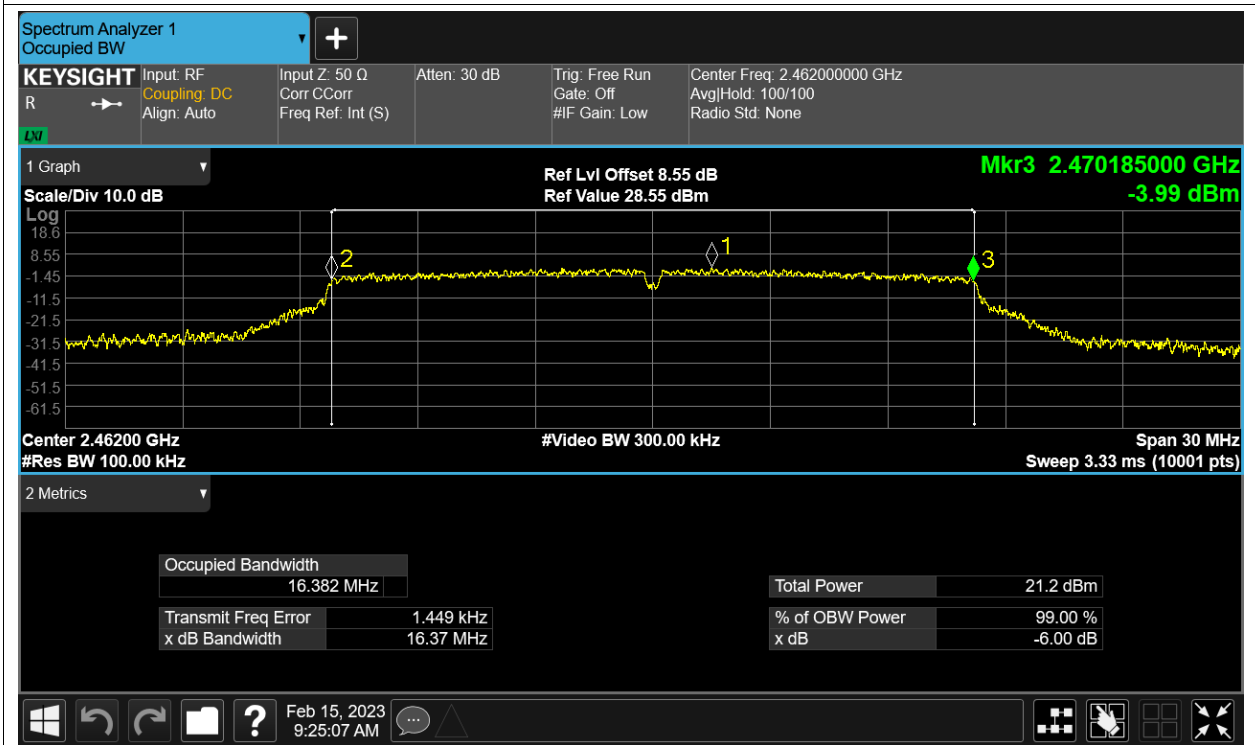 Spectrum Analyzer 1
Occupied BW
KEYSIGHT
R
LXI
Input: RF
Coupling: DC
Align: Auto
Input Z: 50 Ω
Corr CCorr
Freq Ref: Int (S)
Atten: 30 dB
Trig: Free Run
Gate: Off
#IF Gain: Low
Center Freq: 2.462000000 GHz
Avg|Hold: 100/100
Radio Std: None
1 Graph
Scale/Div 10.0 dB
Ref Lvl Offset 8.55 dB
Ref Value 28.55 dBm
Mkr3 2.470185000 GHz
-3.99 dBm
Log
18.6
8.55
-1.45
-11.5
-21.5
-31.5
-41.5
-51.5
-61.5
2
1
3
Center 2.46200 GHz
#Video BW 300.00 kHz
Span 30 MHz
#Res BW 100.00 kHz
Sweep 3.33 ms (10001 pts)
2 Metrics
Occupied Bandwidth
16.382 MHz
Total Power 21.2 dBm
Transmit Freq Error 1.449 kHz
% of OBW Power 99.00 %
x dB Bandwidth 16.37 MHz
x dB -6.00 dB
?
Feb 15, 2023
9:25:07 AM